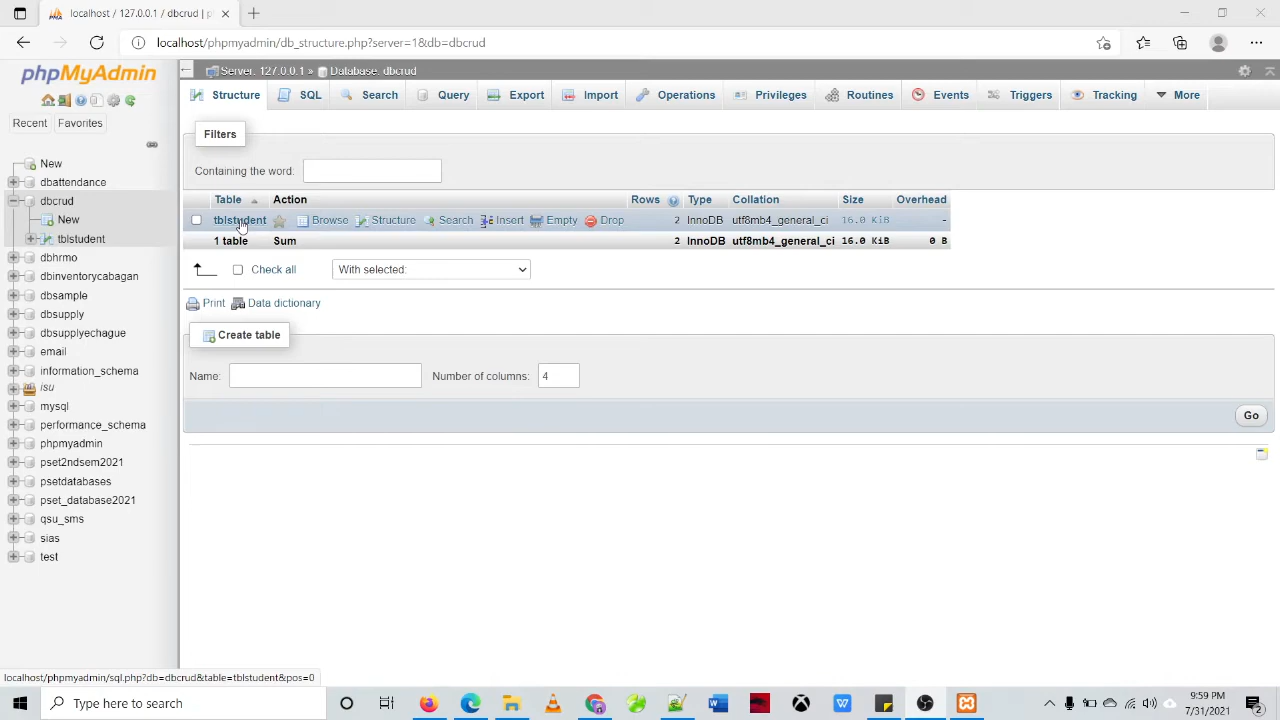 localhost / 127.0.0.1 / dbcrud | p
localhost/phpmyadmin/db_structure.php?server=1&db=dbcrud
phpMyAdmin
Recent Favorites
New
dbattendance
dbcrud
New
tblstudent
dbhrmo
dbinventorycabagan
dbsample
dbsupply
dbsupplyechague
email
information_schema
isu
mysql
performance_schema
phpmyadmin
pset2ndsem2021
psetdatabases
pset_database2021
qsu_sms
sias
test
Server: 127.0.0.1 » Database: dbcrud
Structure SQL Search Query Export Import Operations Privileges Routines Events Triggers Tracking More
Filters
Containing the word:
Table Action Rows Type Collation Size Overhead
tblstudent Browse Structure Search Insert Empty Drop 2 InnoDB utf8mb4_general_ci 16.0 KiB -
1 table Sum 2 InnoDB utf8mb4_general_ci 16.0 KiB 0 B
Check all With selected:
Print Data dictionary
Create table
Name: Number of columns: 4
Go
localhost/phpmyadmin/sql.php?db=dbcrud&table=tblstudent&pos=0
Type here to search
9:59 PM
7/31/2021
2